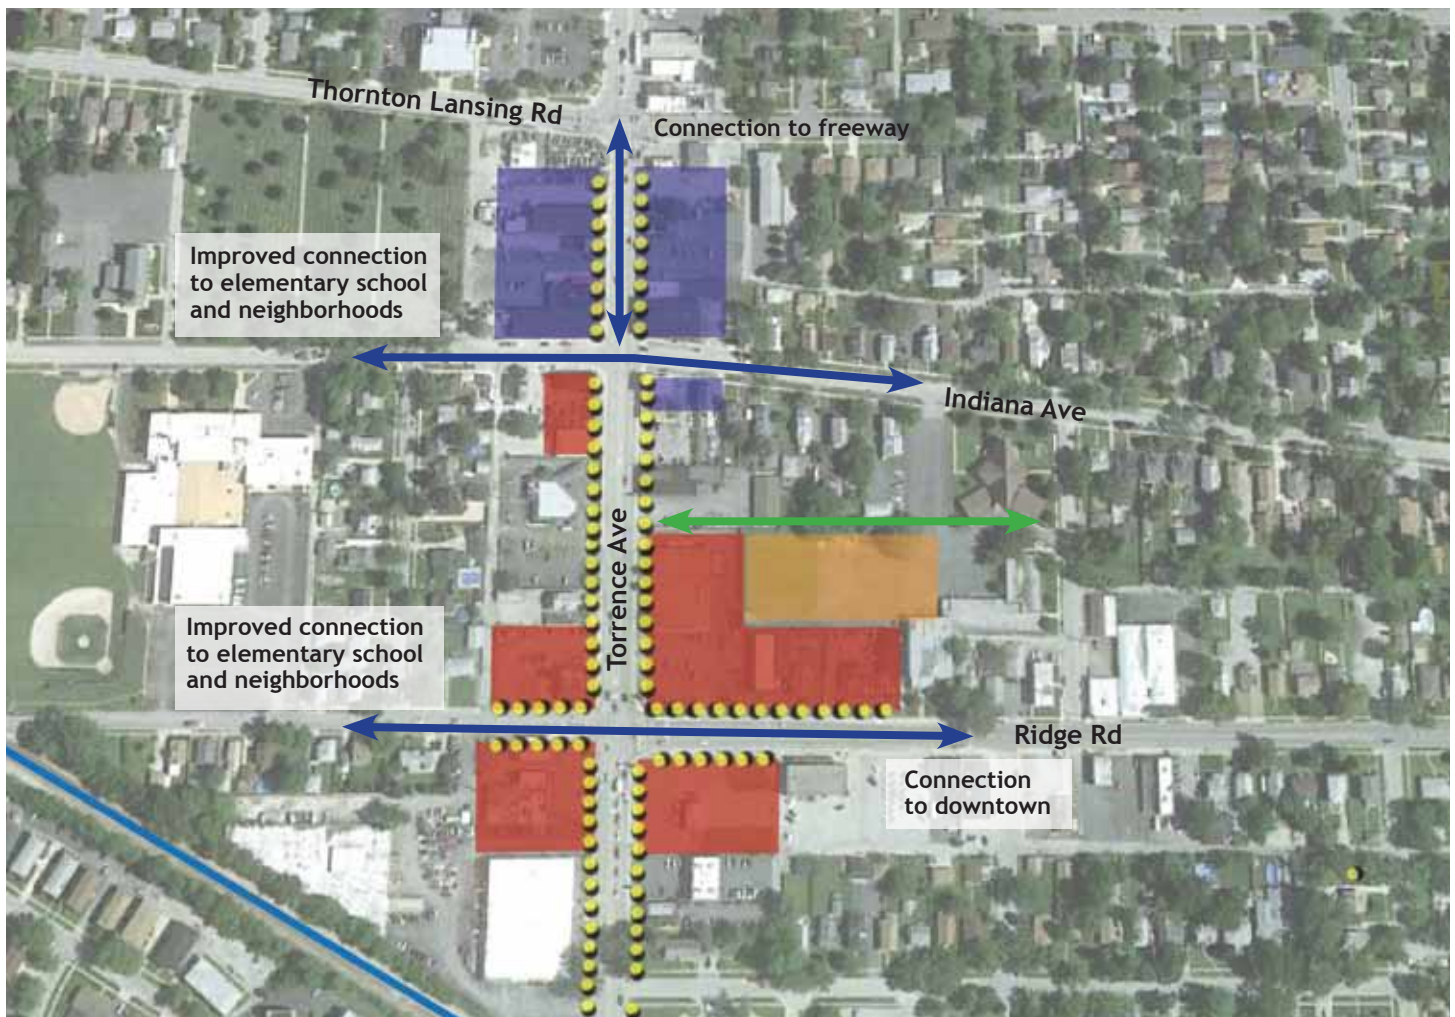 Thornton Lansing Rd
Connection to freeway
Improved connection
to elementary school
and neighborhoods
Indiana Ave
Torrence Ave
Improved connection
to elementary school
and neighborhoods
Ridge Rd
Connection
to downtown